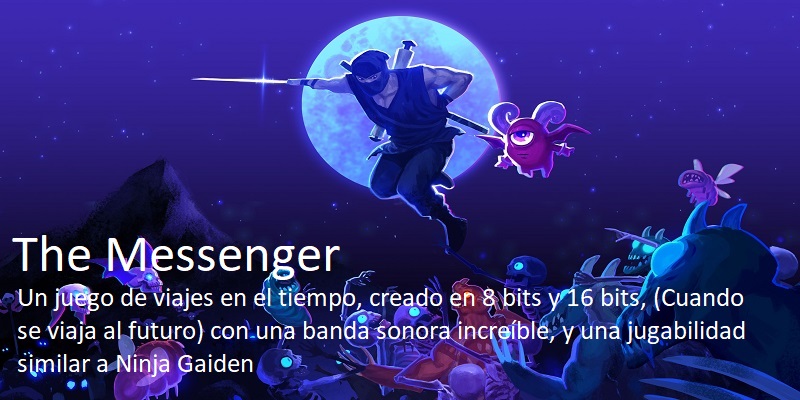 The Messenger
Un juego de viajes en el tiempo, creado en 8 bits y 16 bits, (Cuando
se viaja al futuro) con una banda sonora increíble, y una jugabilidad
similar a Ninja Gaiden